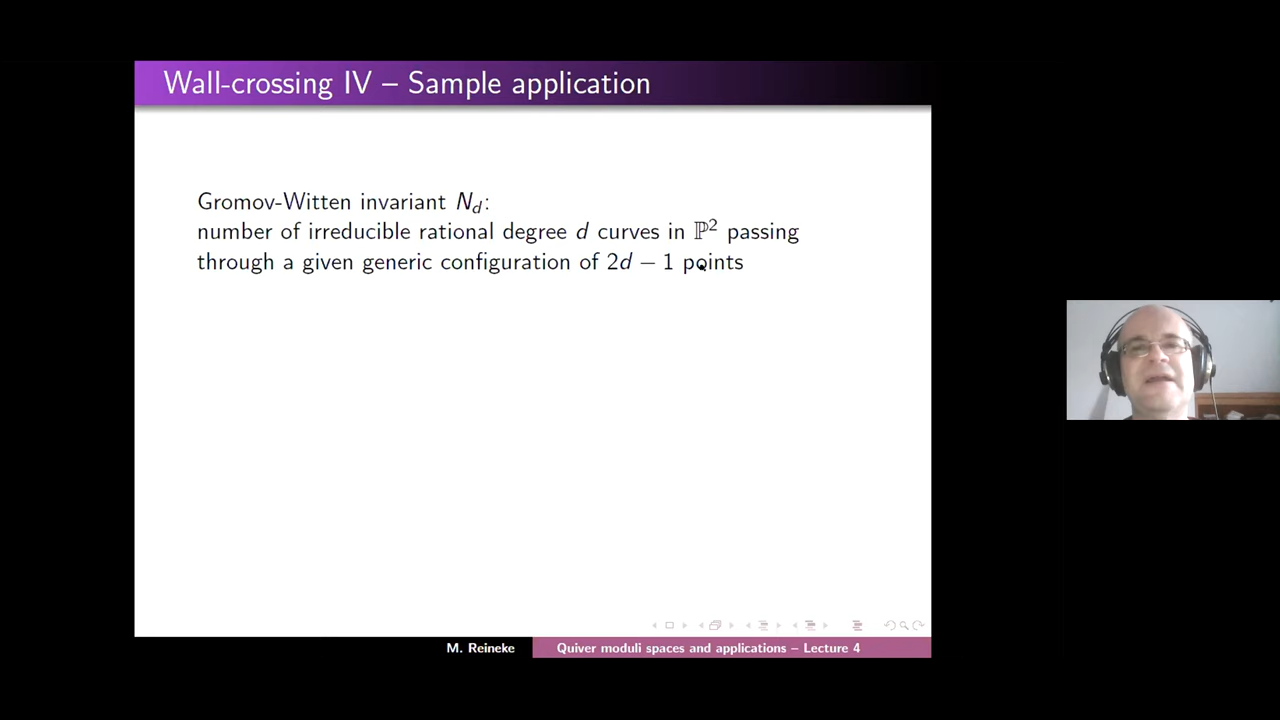 Wall-crossing IV – Sample application
Gromov-Witten invariant N_d:
number of irreducible rational degree d curves in ℙ² passing
through a given generic configuration of 2d − 1 points
M. Reineke
Quiver moduli spaces and applications – Lecture 4